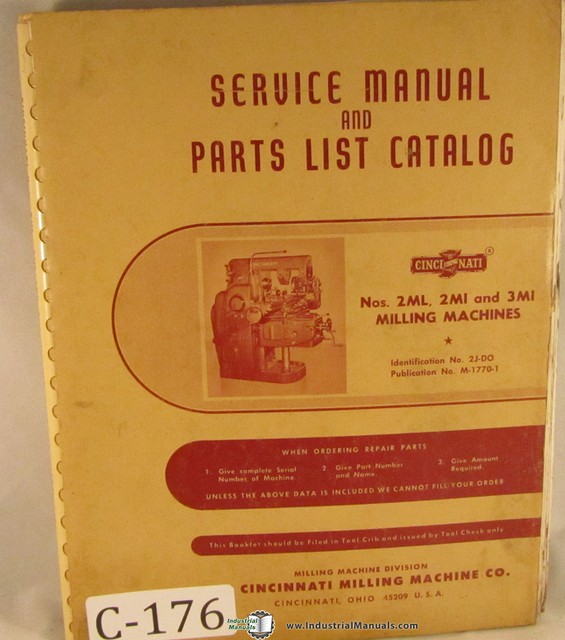 SERVICE MANUAL
AND
PARTS LIST CATALOG
CINCINNATI ®
Nos. 2ML, 2MI and 3MI
MILLING MACHINES
★
Identification No. 2J-DO
Publication No. M-1770-1
WHEN ORDERING REPAIR PARTS
1. Give complete Serial Number of Machine
2. Give Part Number and Name.
3. Give Amount Required.
UNLESS THE ABOVE DATA IS INCLUDED WE CANNOT FILL YOUR ORDER
This Booklet should be Filed in Tool Crib and issued by Tool Check only
MILLING MACHINE DIVISION
CINCINNATI MILLING MACHINE CO.
CINCINNATI, OHIO 45209 U. S. A.
C-176
Industrial Manuals
www.IndustrialManuals.com